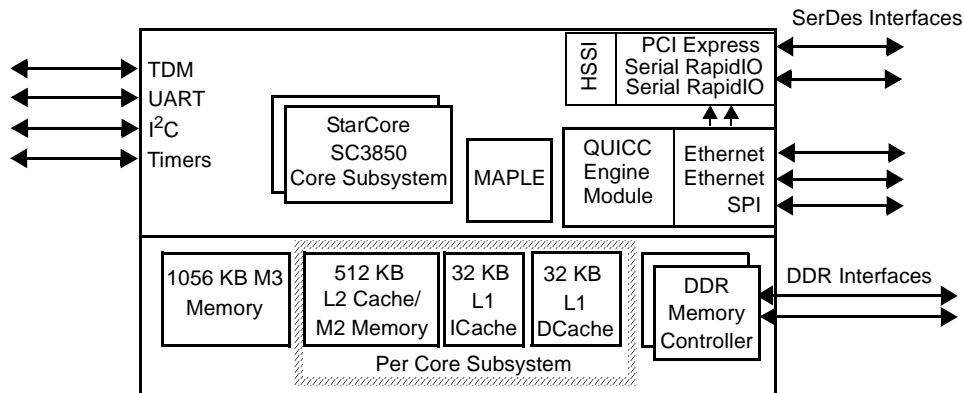 SerDes Interfaces
TDM
UART
I²C
Timers
StarCore
SC3850
Core Subsystem
MAPLE
HSSI
PCI Express
Serial RapidIO
Serial RapidIO
QUICC
Engine
Module
Ethernet
Ethernet
SPI
1056 KB M3
Memory
512 KB
L2 Cache/
M2 Memory
32 KB
L1
ICache
32 KB
L1
DCache
Per Core Subsystem
DDR
Memory
Controller
DDR Interfaces